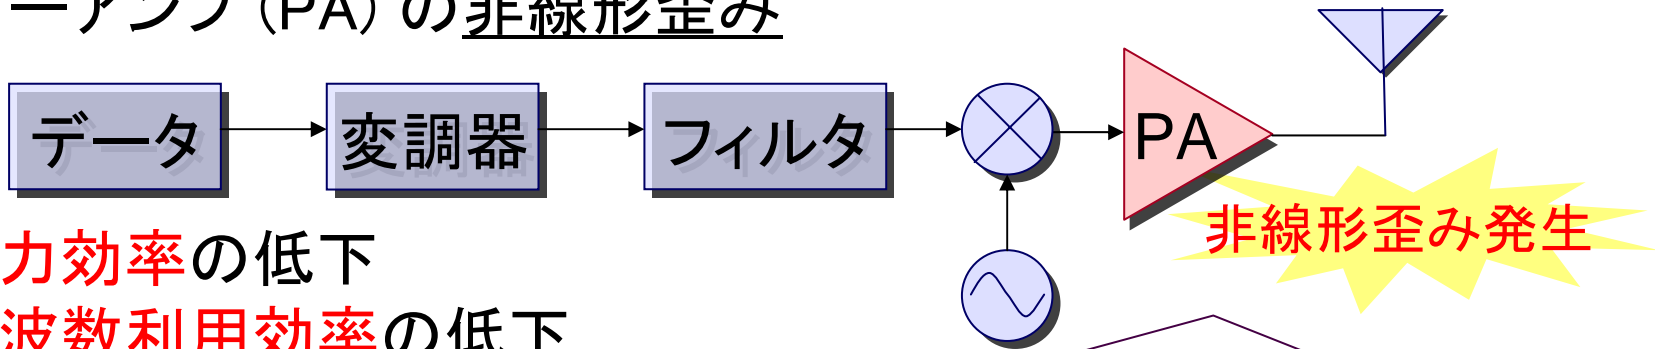 ーアンプ（PA）の非線形歪み
データ
変調器
フィルタ
PA
非線形歪み発生
力効率の低下
波数利用効率の低下